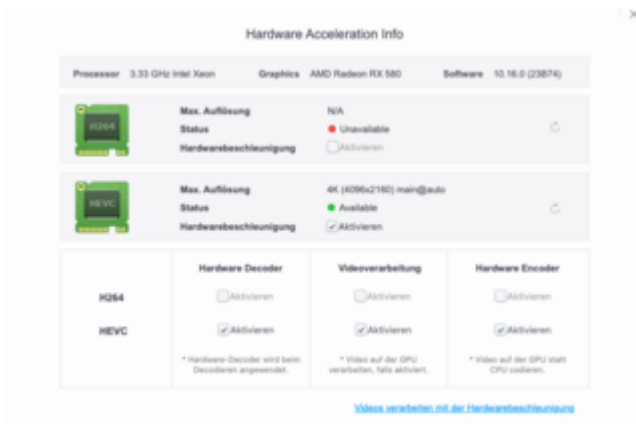 Hardware Acceleration Info
Processor 3.33 GHz Intel Xeon Graphics AMD Radeon RX 580 Software 10.16.0 (23B74)
H264
Max. Auflösung N/A
Status Unavailable
Hardwarebeschleunigung Aktivieren
HEVC
Max. Auflösung 4K (4096x2160) main@auto
Status Available
Hardwarebeschleunigung Aktivieren
Hardware Decoder Videoverarbeitung Hardware Encoder
H264 Aktivieren Aktivieren Aktivieren
HEVC Aktivieren Aktivieren Aktivieren
* Hardware-Decoder wird beim * Video auf der GPU * Video auf der GPU statt
Decodieren angewendet. verarbeiten, falls aktiviert. CPU codieren.
Videos verarbeiten mit der Hardwarebeschleunigung